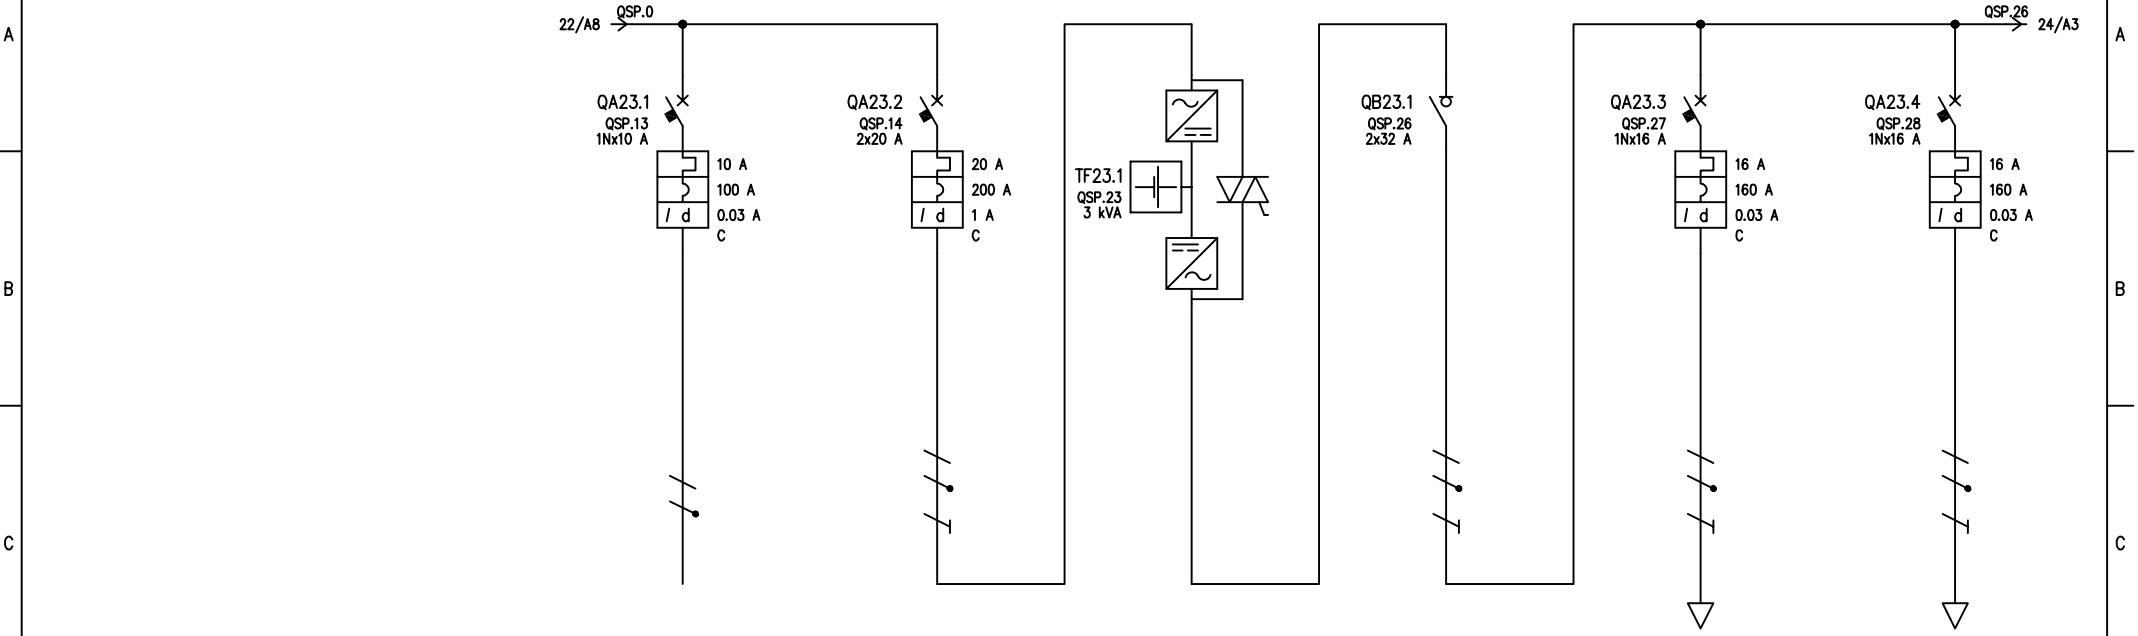 A
22/A8
QSP.0
QSP.26
24/A3
A
QA23.1
QSP.13
1Nx10 A
10 A
100 A
I d
0.03 A
C
QA23.2
QSP.14
2x20 A
20 A
200 A
I d
1 A
C
TF23.1
QSP.23
3 kVA
QB23.1
QSP.26
2x32 A
QA23.3
QSP.27
1Nx16 A
16 A
160 A
I d
0.03 A
C
QA23.4
QSP.28
1Nx16 A
16 A
160 A
I d
0.03 A
C
B
B
C
C